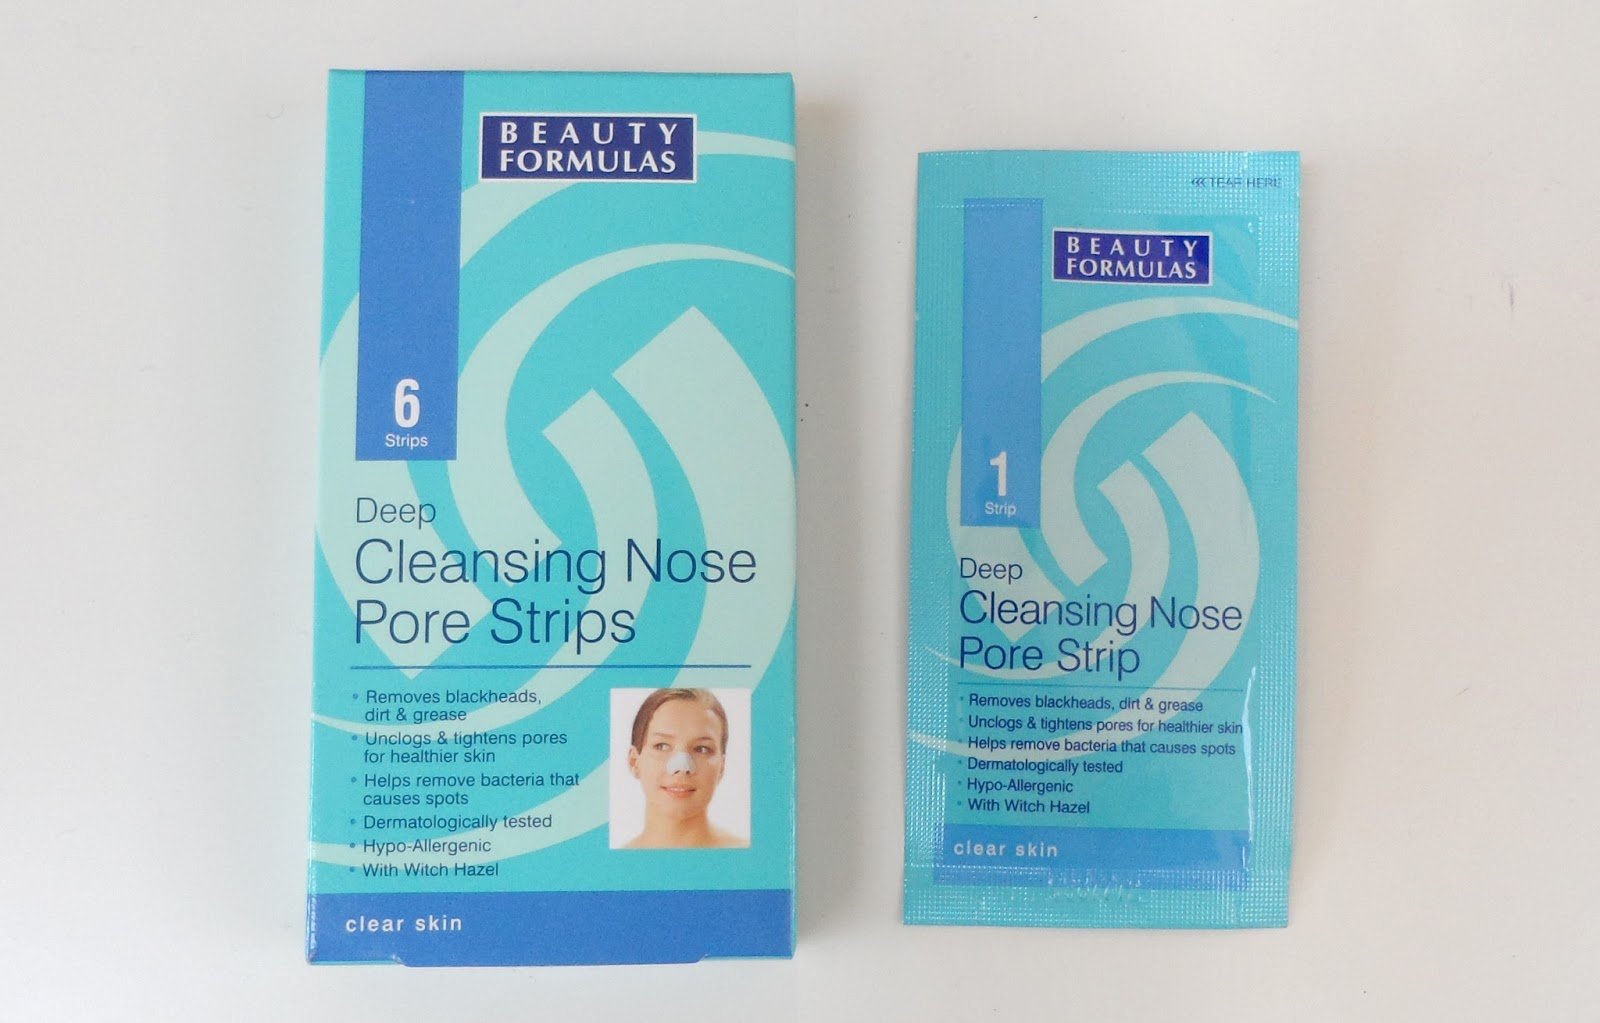 BEAUTY
FORMULAS
6
Strips
Deep
Cleansing Nose
Pore Strips
• Removes blackheads,
dirt & grease
• Unclogs & tightens pores
for healthier skin
• Helps remove bacteria that
causes spots
• Dermatologically tested
• Hypo-Allergenic
• With Witch Hazel
clear skin
TEAR HERE
BEAUTY
FORMULAS
1
Strip
Deep
Cleansing Nose
Pore Strip
• Removes blackheads, dirt & grease
• Unclogs & tightens pores for healthier skin
• Helps remove bacteria that causes spots
• Dermatologically tested
• Hypo-Allergenic
• With Witch Hazel
clear skin